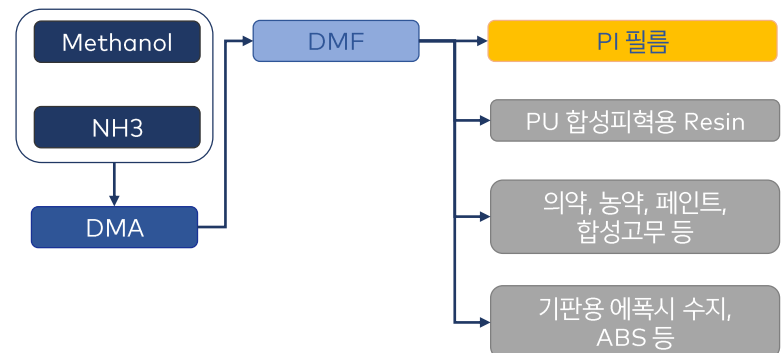 Methanol
NH3
DMA
DMF
PI 필름
PU 합성피혁용 Resin
의약, 농약, 페인트,
합성고무 등
기판용 에폭시 수지,
ABS 등